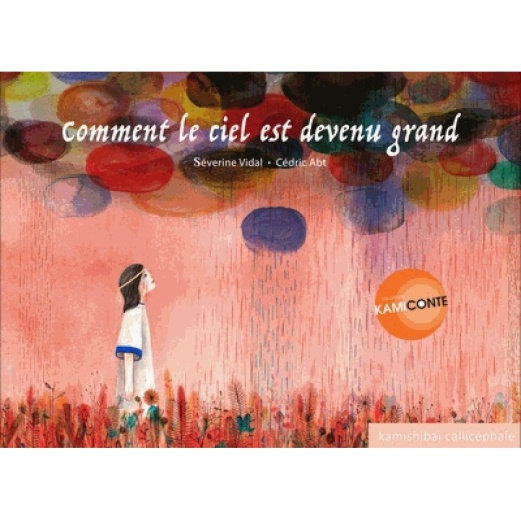 Comment le ciel est devenu grand
Séverine Vidal • Cédric Abt
KAMICONTE
kamishibaï callicéphale